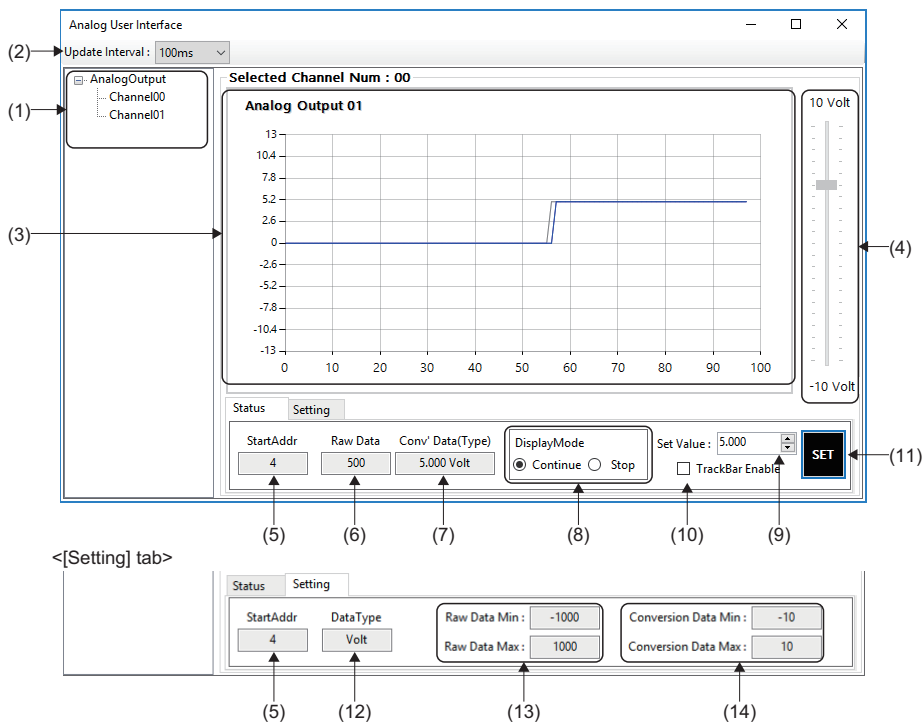 Analog User Interface
(2) Update Interval : 100ms
Selected Channel Num : 00
(1)
AnalogOutput
Channel00
Channel01
Analog Output 01
10 Volt
13
10.4
7.8
5.2
2.6
0
-2.6
-5.2
-7.8
-10.4
-13
0 10 20 30 40 50 60 70 80 90 100
(3)
(4)
-10 Volt
Status Setting
StartAddr Raw Data Conv' Data(Type)
4 500 5.000 Volt
DisplayMode
Continue Stop
Set Value : 5.000
TrackBar Enable
SET
(11)
(5) (6) (7) (8) (10) (9)
<[Setting] tab>
Status Setting
StartAddr DataType
4 Volt
Raw Data Min : -1000
Raw Data Max : 1000
Conversion Data Min : -10
Conversion Data Max : 10
(5) (12) (13) (14)